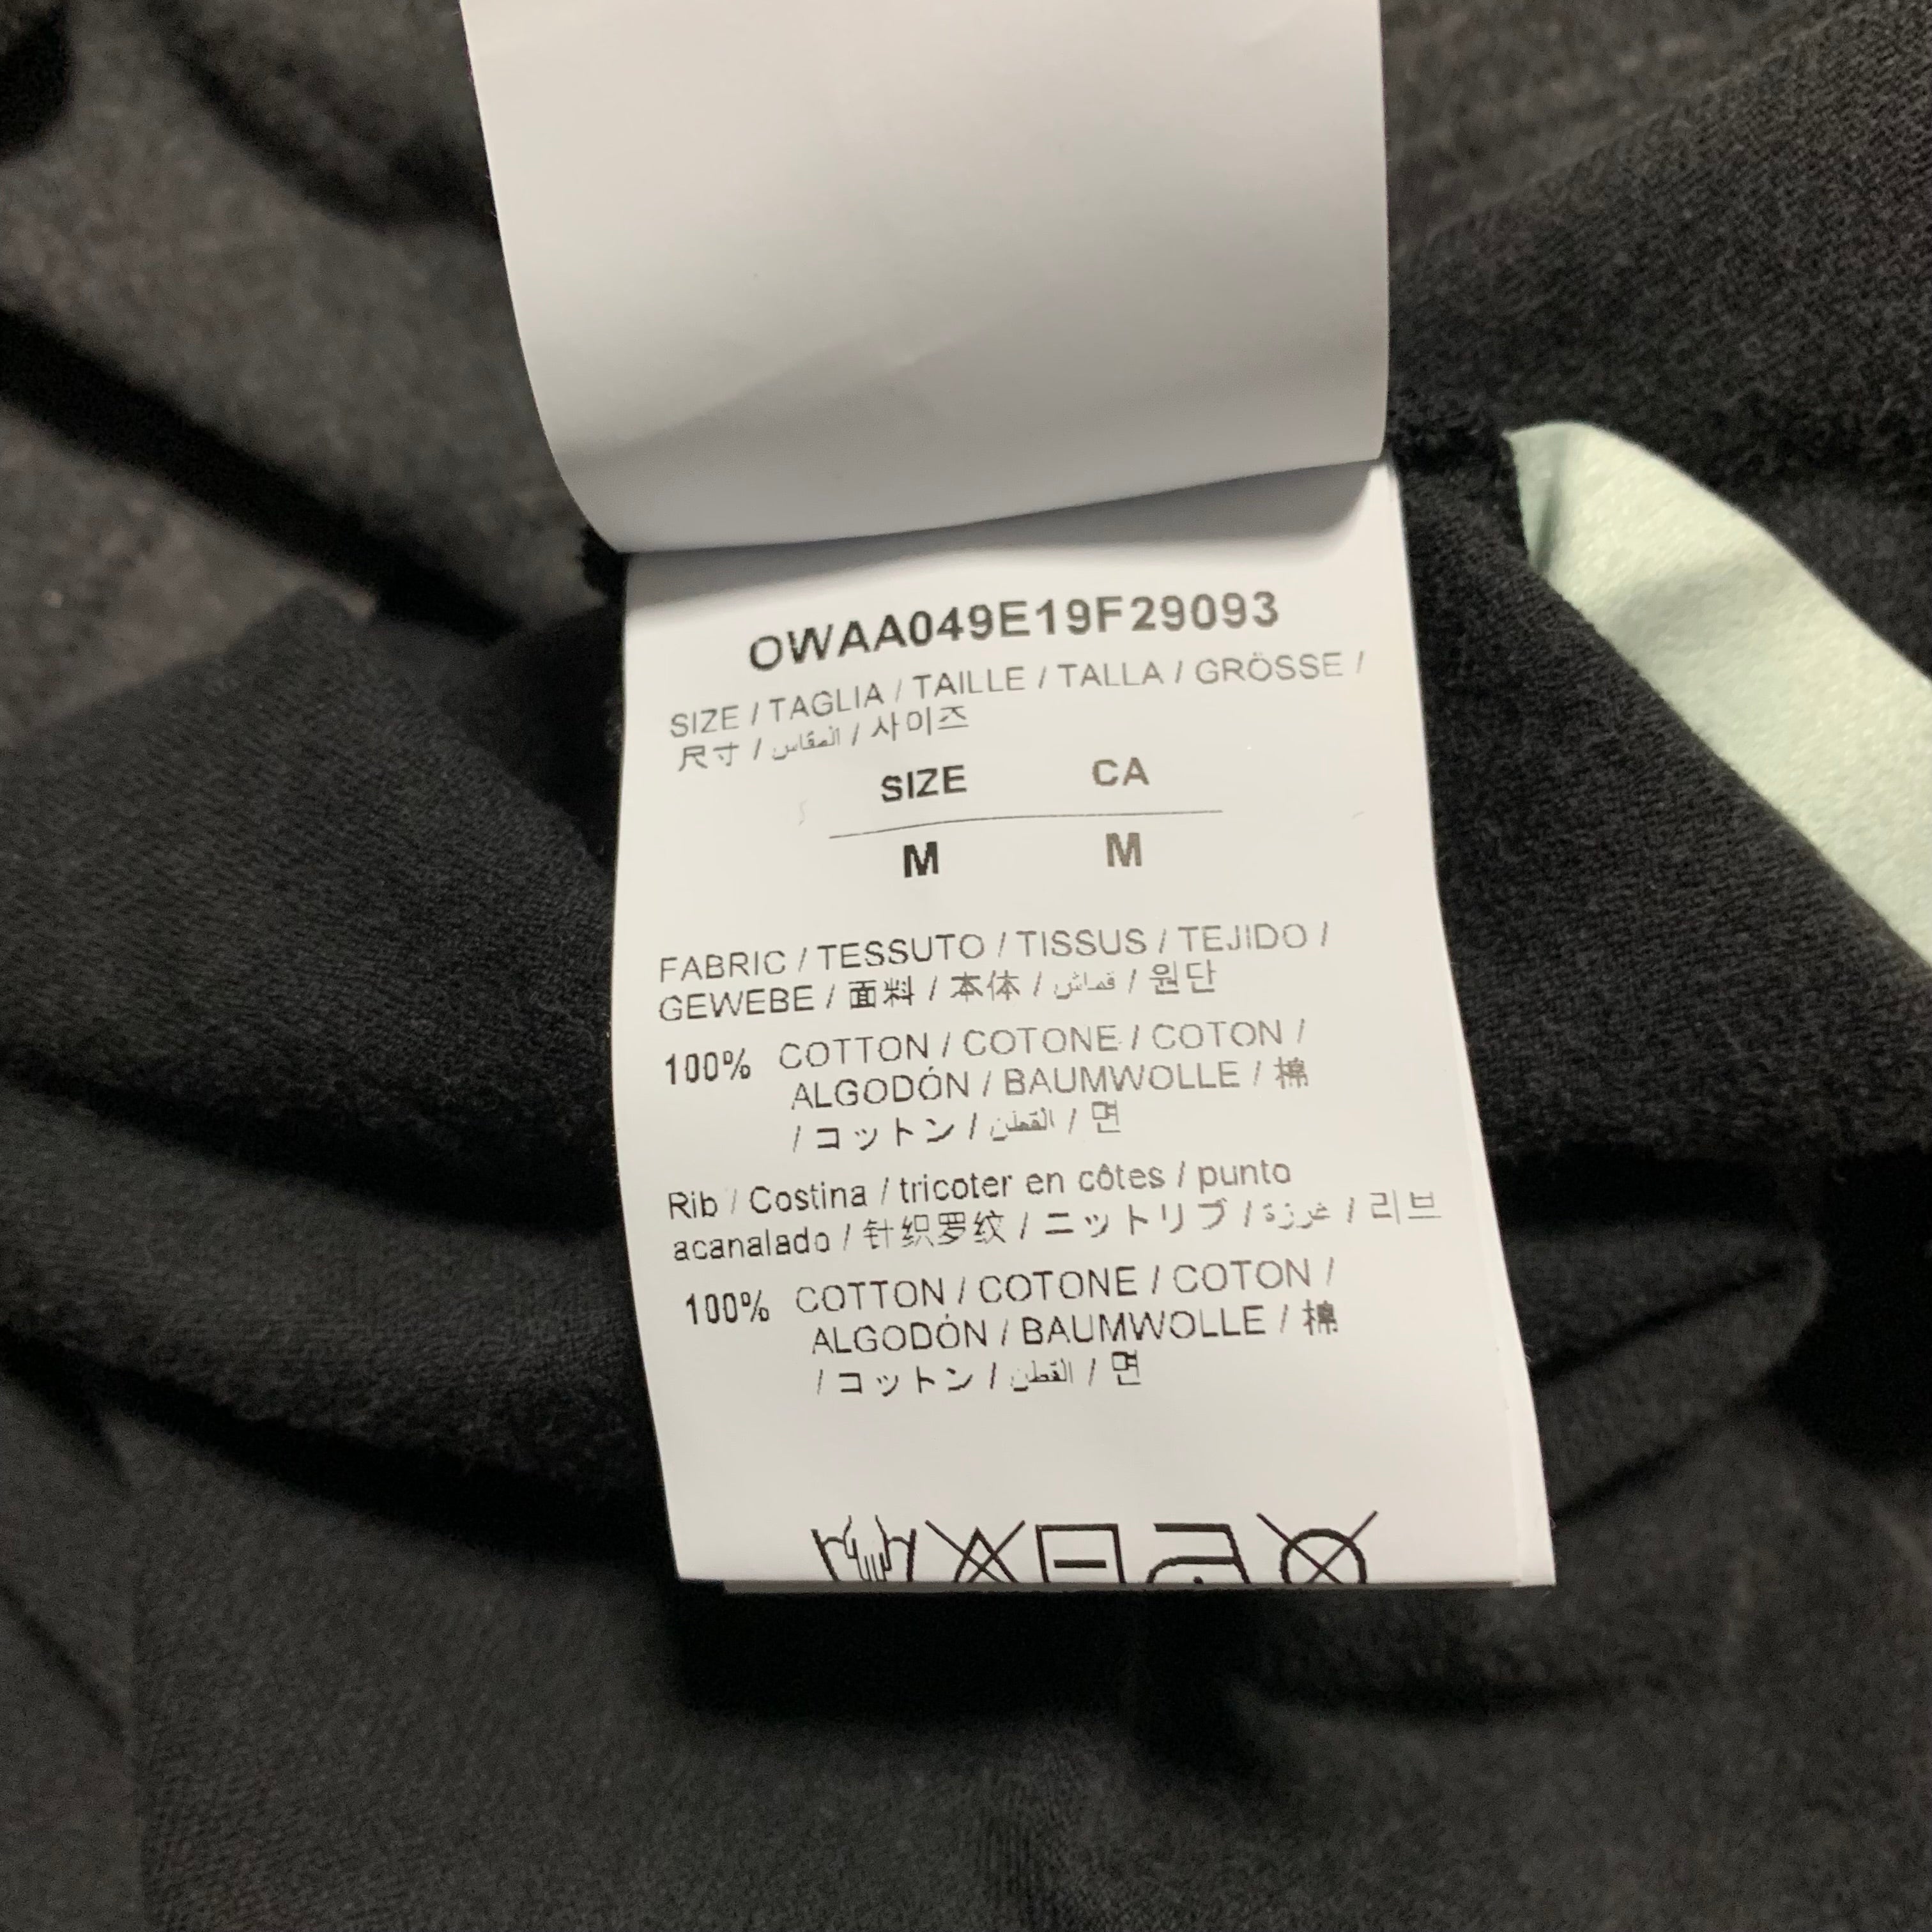 OWAA049E19F29093
SIZE / TAGLIA / TAILLE / TALLA / GRÖSSE /
尺寸 / المقاس / 사이즈
SIZE CA
M M
FABRIC / TESSUTO / TISSUS / TEJIDO /
GEWEBE / 面料 / 本体 / قماش / 원단
100% COTTON / COTONE / COTON /
ALGODÓN / BAUMWOLLE / 棉
/ コットン / القطن / 면
Rib / Costina / tricoter en côtes / punto
acanalado / 针织罗纹 / ニットリブ / غرزة / 리브
100% COTTON / COTONE / COTON /
ALGODÓN / BAUMWOLLE / 棉
/ コットン / القطن / 면